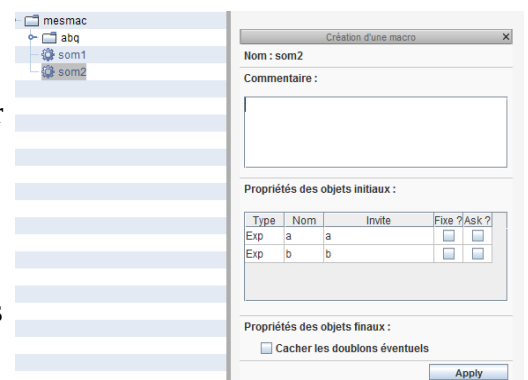 mesmac
abq
som1
som2
r
s
Création d'une macro X
Nom : som2
Commentaire :
Propriétés des objets initiaux :
Type Nom Invite Fixe ? Ask ?
Exp a a
Exp b b
Propriétés des objets finaux :
Cacher les doublons éventuels
Apply